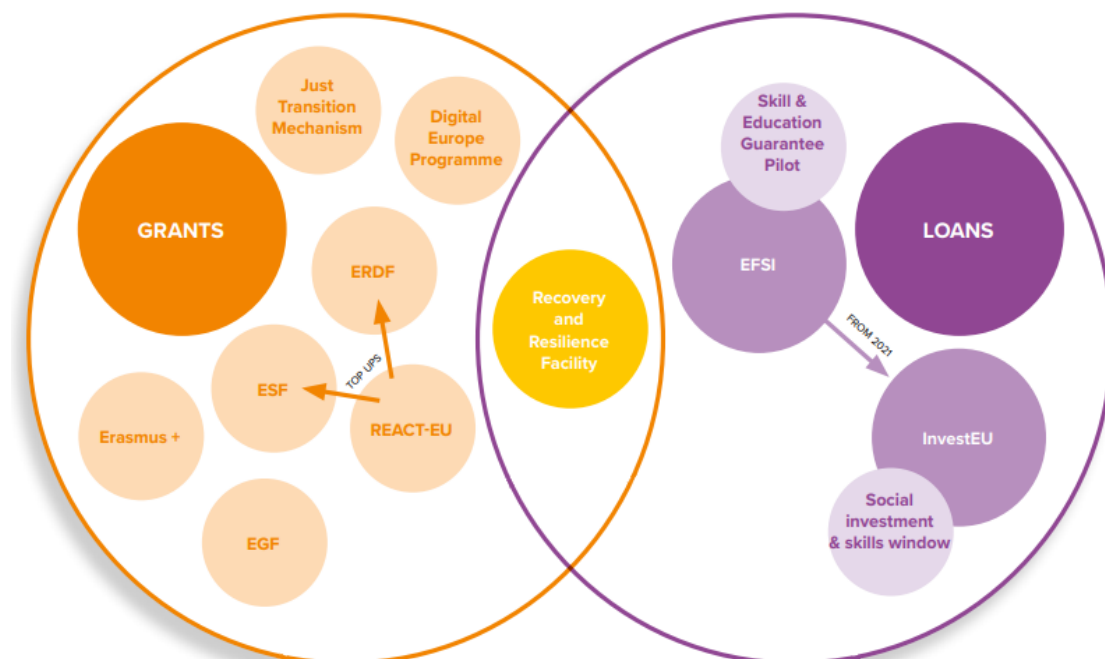 Just
Transition
Mechanism
Digital
Europe
Programme
GRANTS
ERDF
TOP UPS
ESF
REACT-EU
Erasmus +
EGF
Recovery
and
Resilience
Facility
Skill &
Education
Guarantee
Pilot
EFSI
LOANS
FROM 2021
InvestEU
Social
investment
& skills window